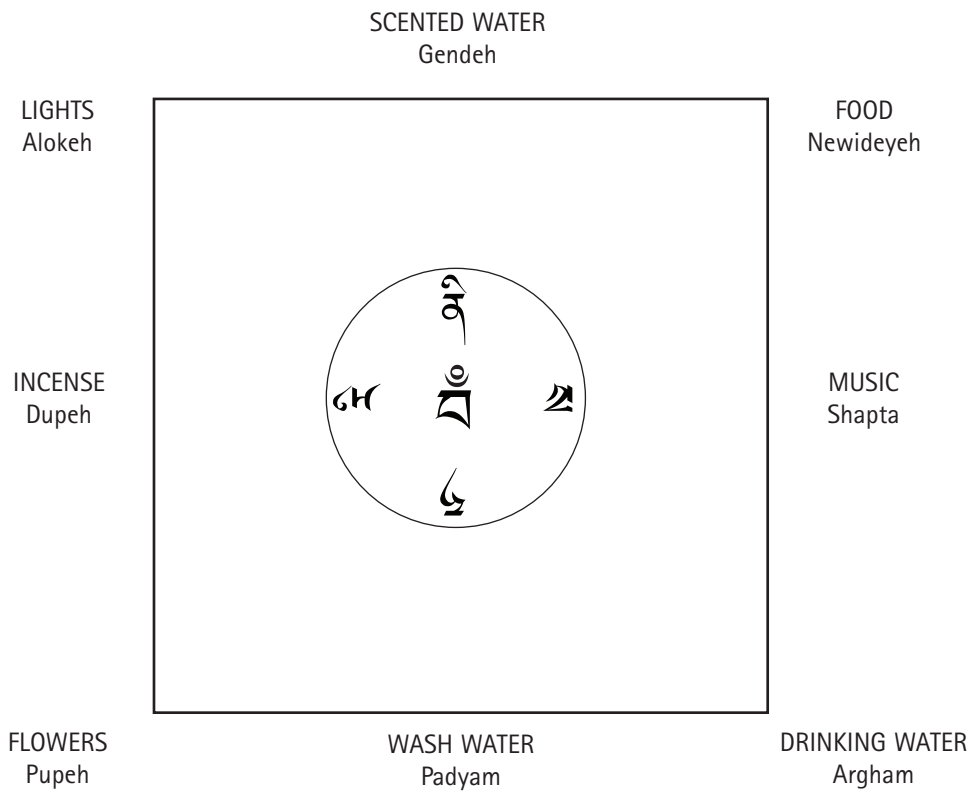 SCENTED WATER
Gendeh
LIGHTS
Alokeh
FOOD
Newideyeh
INCENSE
Dupeh
MUSIC
Shapta
FLOWERS
Pupeh
WASH WATER
Padyam
DRINKING WATER
Argham